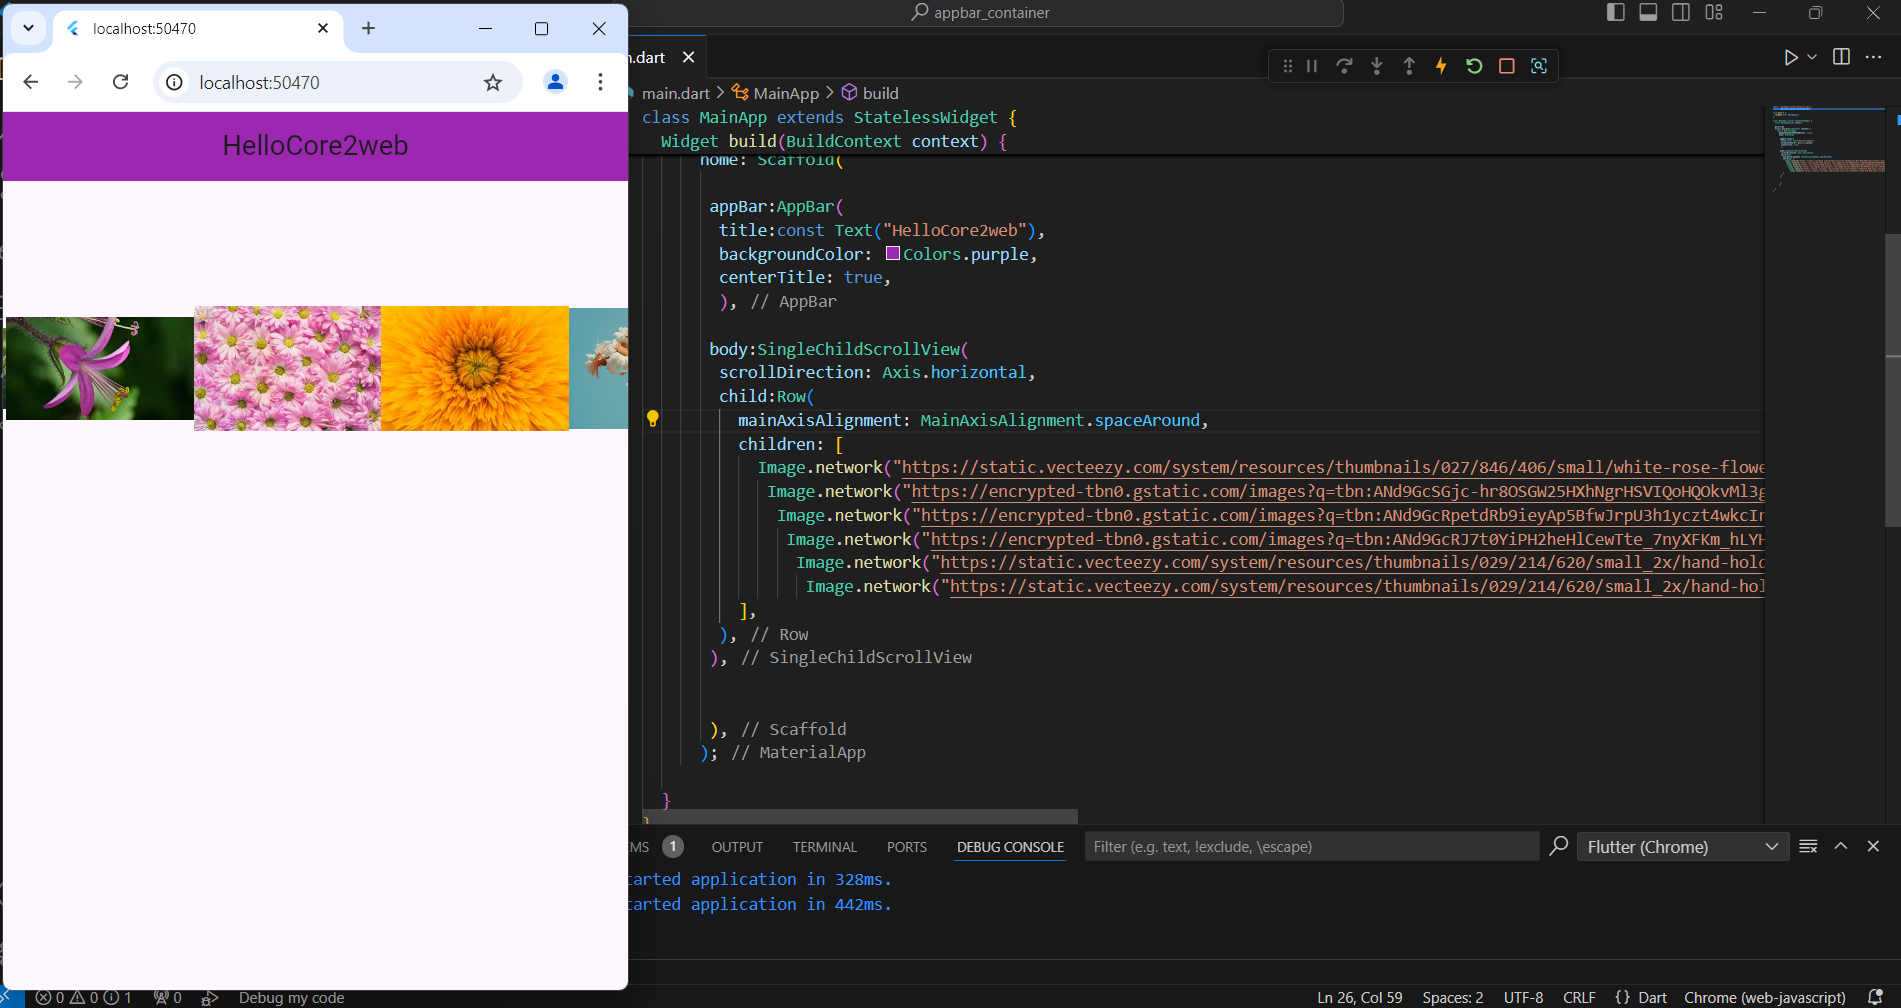 localhost:50470
localhost:50470
HelloCore2web
appbar_container
n.dart
main.dart > MainApp > build
class MainApp extends StatelessWidget {
Widget build(BuildContext context) {
home: Scaffold(
appBar:AppBar(
title:const Text("HelloCore2web"),
backgroundColor: Colors.purple,
centerTitle: true,
), // AppBar
body:SingleChildScrollView(
scrollDirection: Axis.horizontal,
child:Row(
mainAxisAlignment: MainAxisAlignment.spaceAround,
children: [
Image.network("https://static.vecteezy.com/system/resources/thumbnails/027/846/406/small/white-rose-flowe
Image.network("https://encrypted-tbn0.gstatic.com/images?q=tbn:ANd9GcSGjc-hr8OSGW25HXhNgrHSVIQoHQOkvMl3g
Image.network("https://encrypted-tbn0.gstatic.com/images?q=tbn:ANd9GcRpetdRb9ieyAp5BfwJrpU3h1yczt4wkcIr
Image.network("https://encrypted-tbn0.gstatic.com/images?q=tbn:ANd9GcRJ7t0YiPH2heHlCewTte_7nyXFKm_hLYH
Image.network("https://static.vecteezy.com/system/resources/thumbnails/029/214/620/small_2x/hand-hold
Image.network("https://static.vecteezy.com/system/resources/thumbnails/029/214/620/small_2x/hand-hol
],
), // Row
), // SingleChildScrollView
), // Scaffold
); // MaterialApp
}
}
EMS 1 OUTPUT TERMINAL PORTS DEBUG CONSOLE Filter (e.g. text, !exclude, \escape) Flutter (Chrome)
tarted application in 328ms.
tarted application in 442ms.
0 0 1 0 Debug my code Ln 26, Col 59 Spaces: 2 UTF-8 CRLF {} Dart Chrome (web-javascript)